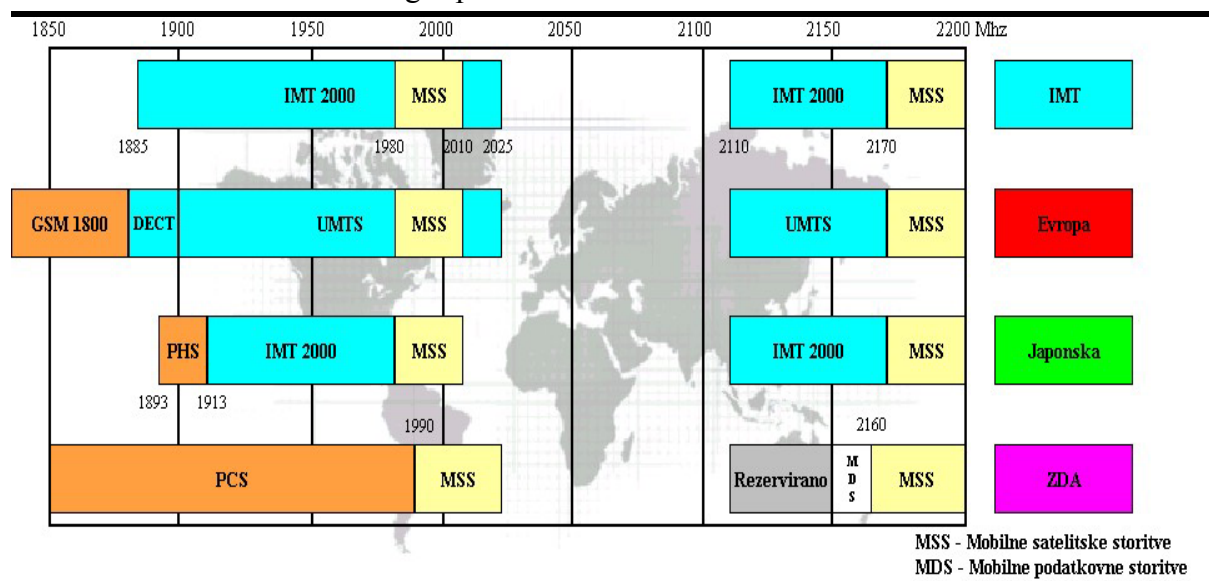 1850 1900 1950 2000 2050 2100 2150 2200 Mhz
IMT 2000 MSS IMT 2000 MSS IMT
1885 1980 2010 2025 2110 2170
GSM 1800 DECT UMTS MSS UMTS MSS Evropa
PHS IMT 2000 MSS IMT 2000 MSS Japonska
1893 1913
1990 2160
PCS MSS Rezervirano MDS MSS ZDA
MSS - Mobilne satelitske storitve
MDS - Mobilne podatkovne storitve